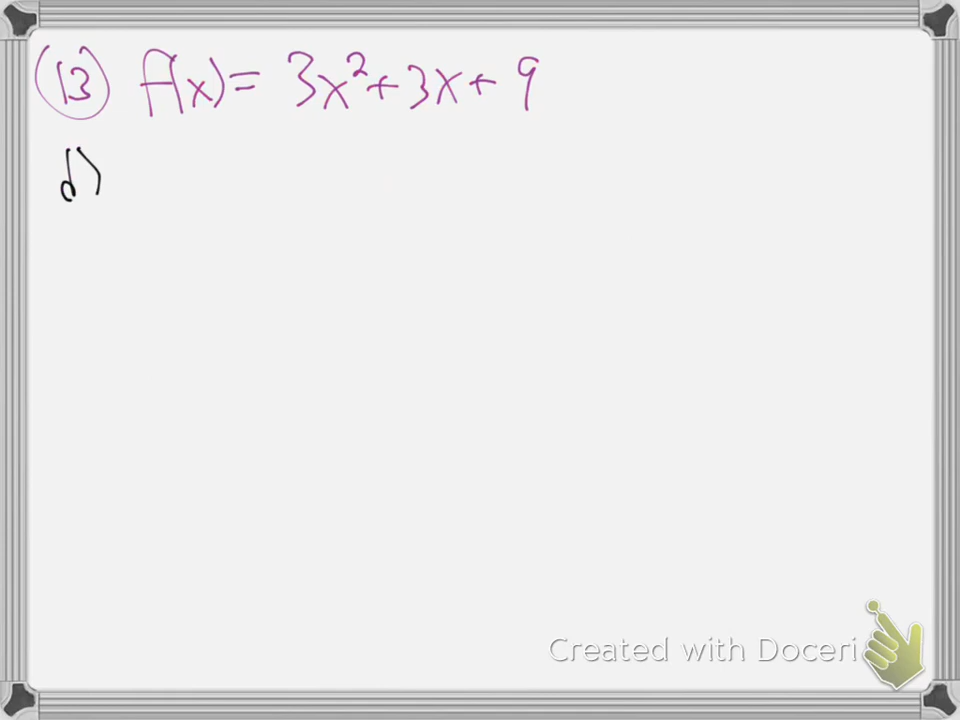 (13) f(x) = 3x²+3x+9
d)
Created with Doceri